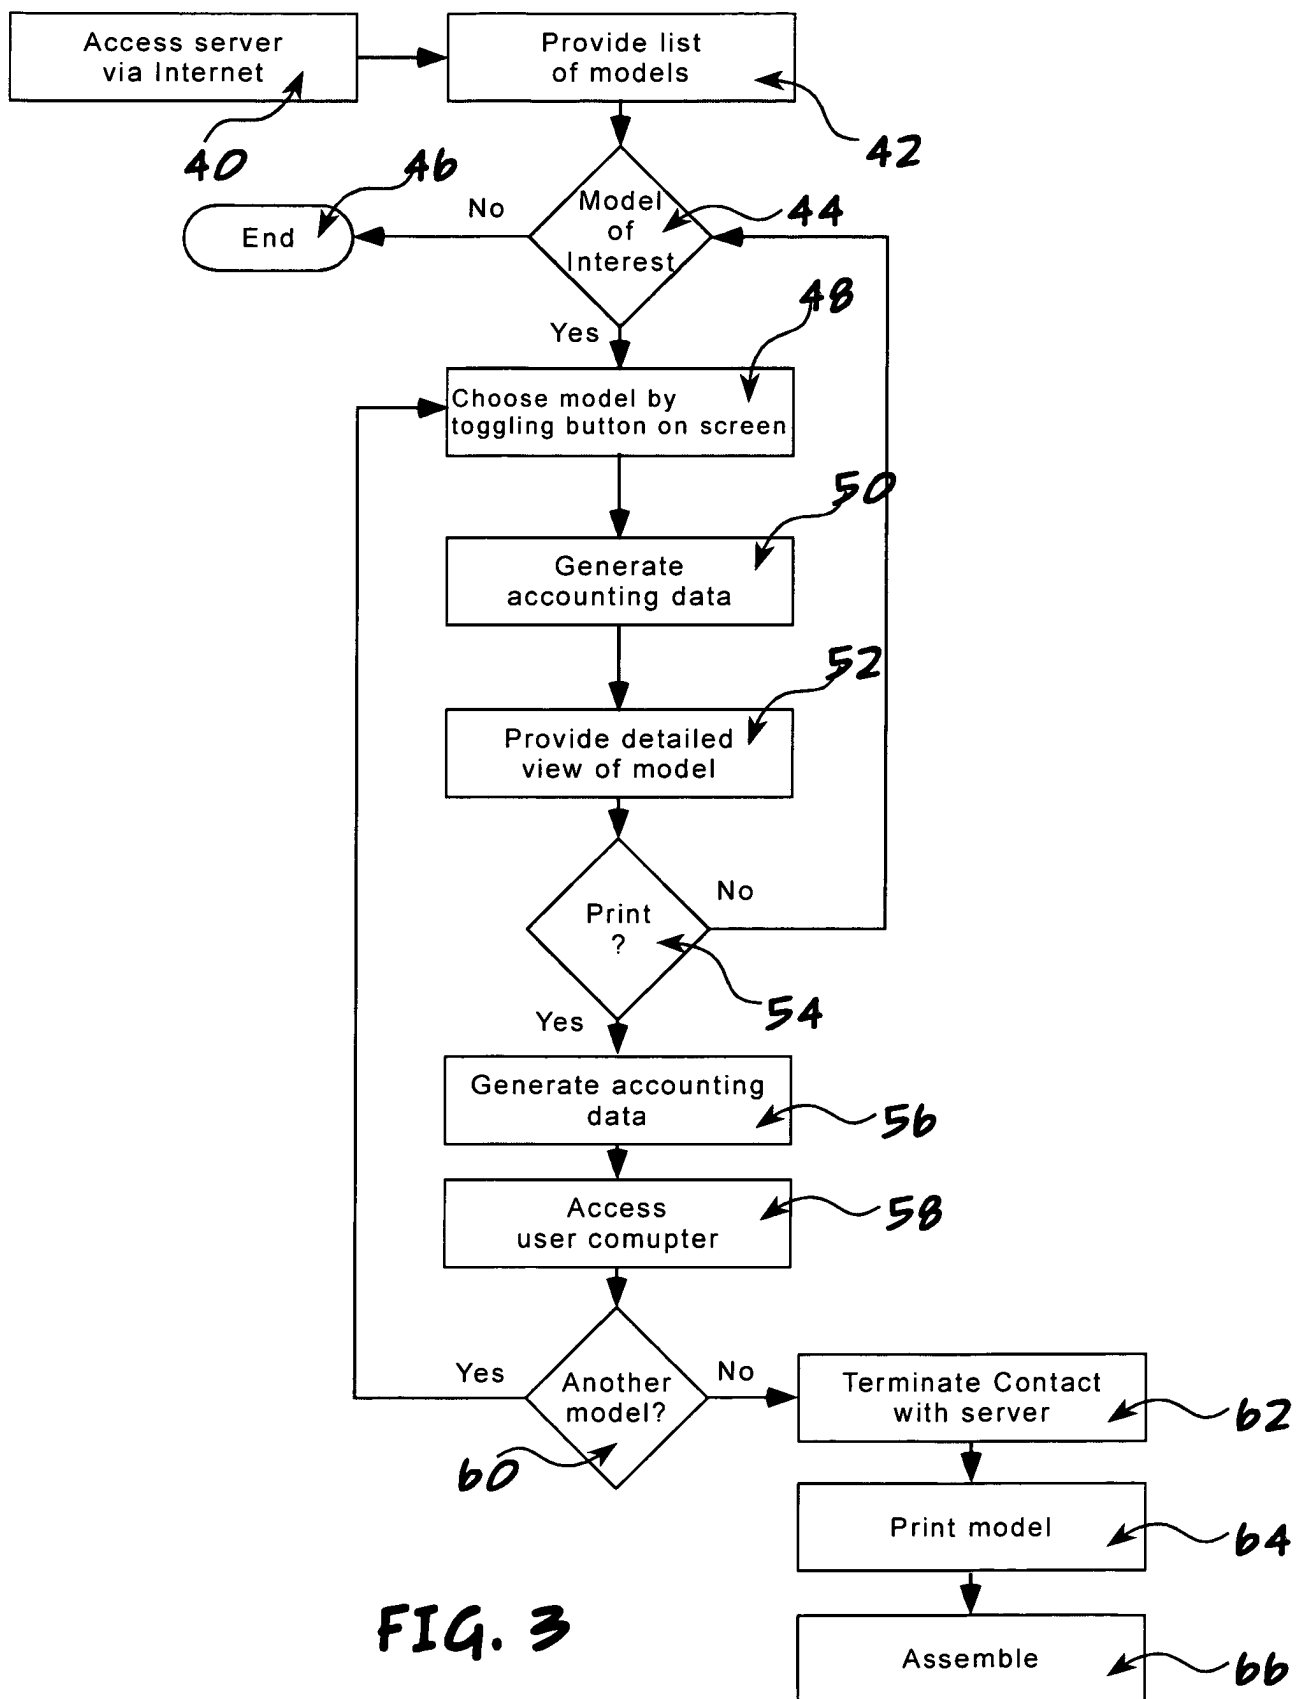 Access server
via Internet
40
Provide list
of models
42
Model
of
Interest
44
No
End
46
Yes
Choose model by
toggling button on screen
48
Generate
accounting data
50
Provide detailed
view of model
52
Print
?
54
No
Yes
Generate accounting
data
56
Access
user comupter
58
Another
model?
60
Yes
No
Terminate Contact
with server
62
Print model
64
Assemble
66
FIG. 3